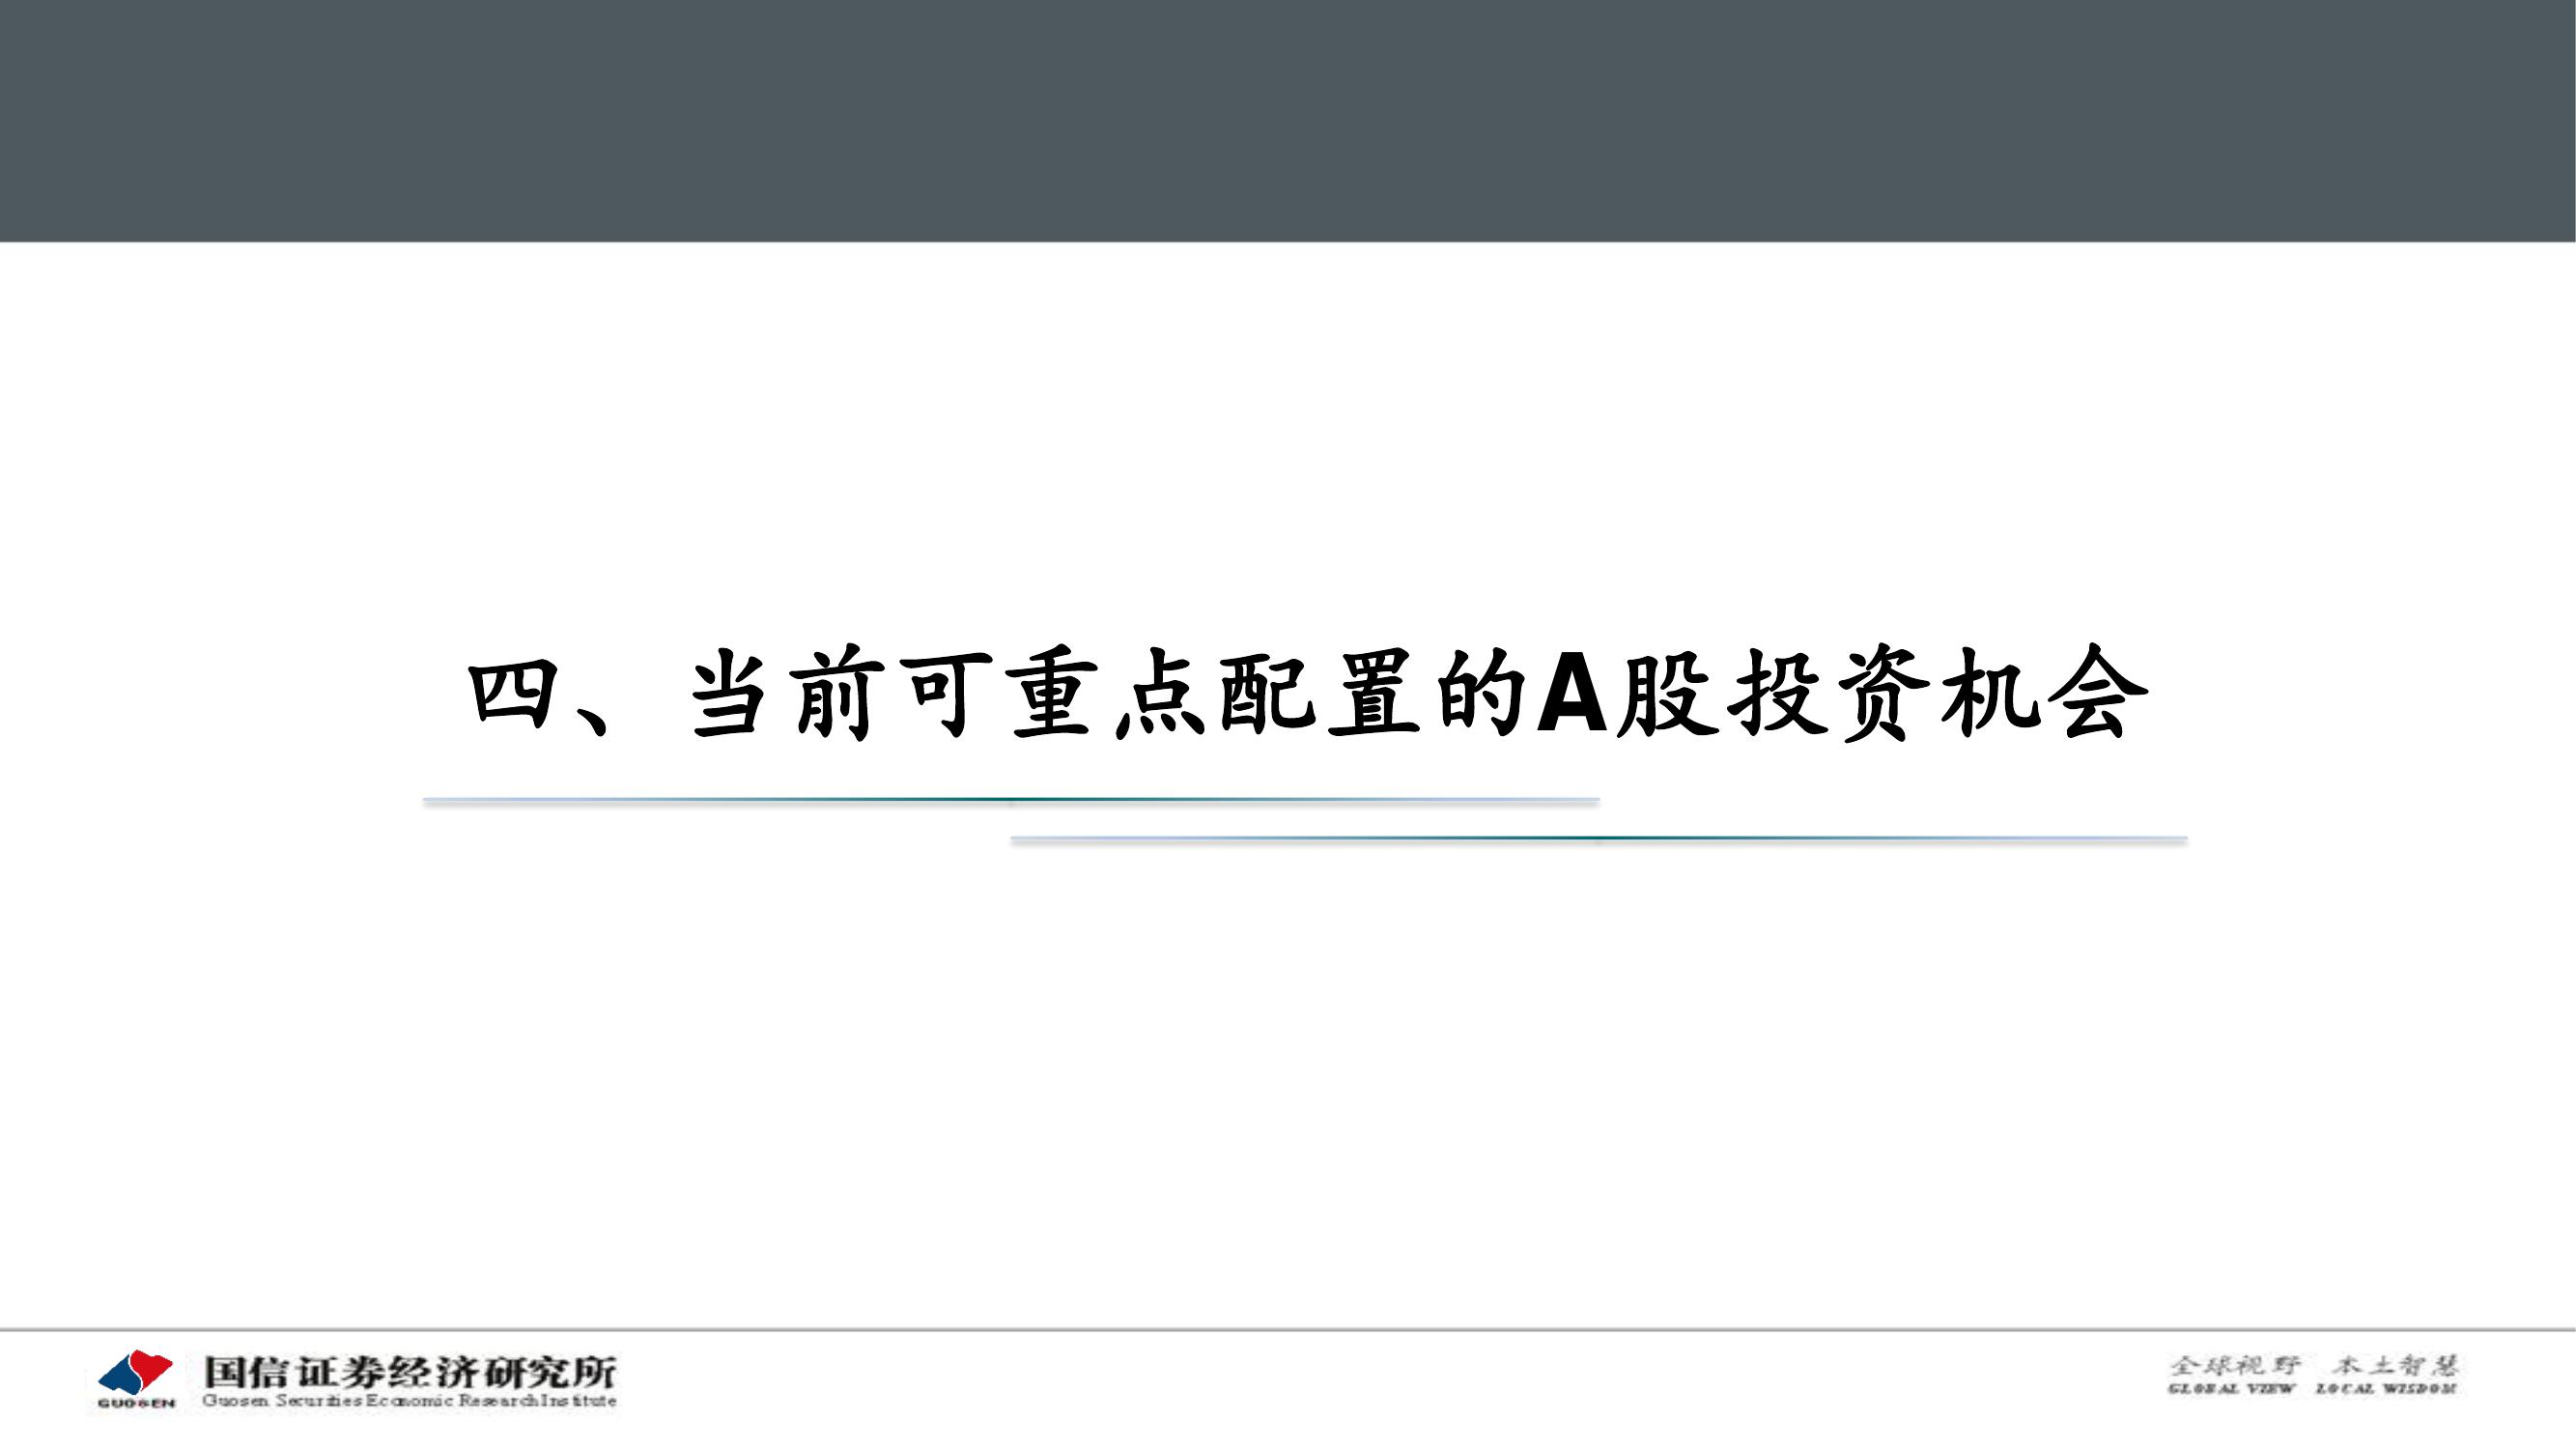 四、当前可重点配置的A股投资机会
GUOSEN
国信证券经济研究所
Guosen Securities Economic Research Institute
全球视野 本土智慧
GLOBAL VIEW LOCAL WISDOM